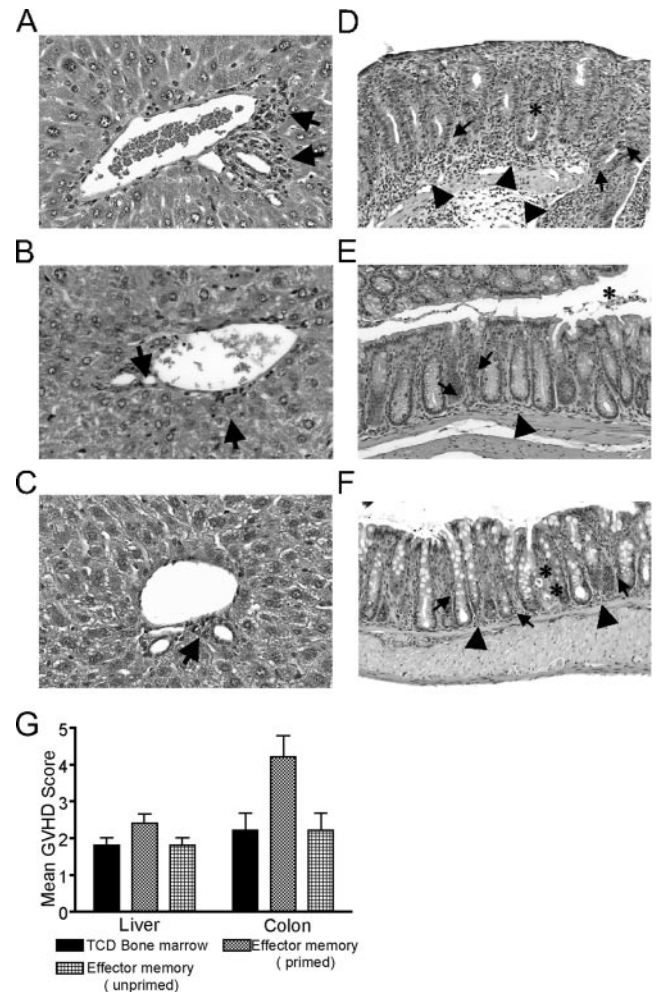 A
D
B
E
C
F
G
Mean GVHD Score
5
4
3
2
1
0
Liver
Colon
TCD Bone marrow
Effector memory
( primed)
Effector memory
( unprimed)